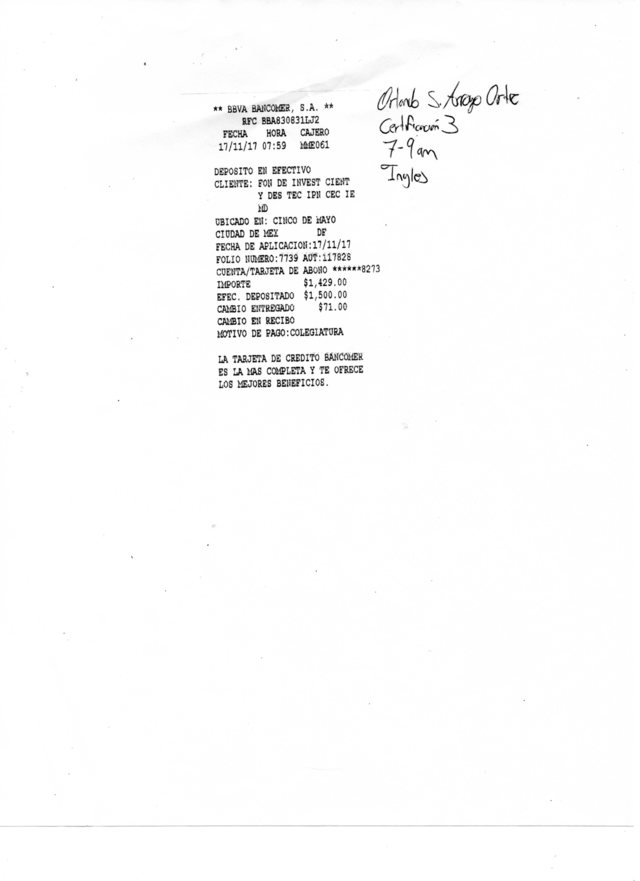 ** BBVA BANCOMER, S.A. **
RFC BBA830831LJ2
FECHA HORA CAJERO
17/11/17 07:59 MME061
DEPOSITO EN EFECTIVO
CLIENTE: FON DE INVEST CIENT
Y DES TEC IPN CEC IE
MD
UBICADO EN: CINCO DE MAYO
CIUDAD DE MEX DF
FECHA DE APLICACION:17/11/17
FOLIO NUMERO:7739 AUT:117828
CUENTA/TARJETA DE ABONO ******8273
IMPORTE $1,429.00
EFEC. DEPOSITADO $1,500.00
CAMBIO ENTREGADO $71.00
CAMBIO EN RECIBO
MOTIVO DE PAGO:COLEGIATURA
LA TARJETA DE CREDITO BANCOMER
ES LA MAS COMPLETA Y TE OFRECE
LOS MEJORES BENEFICIOS.
Orlando S. Arroyo Ortiz
Certificación 3
7-9 am
Ingles